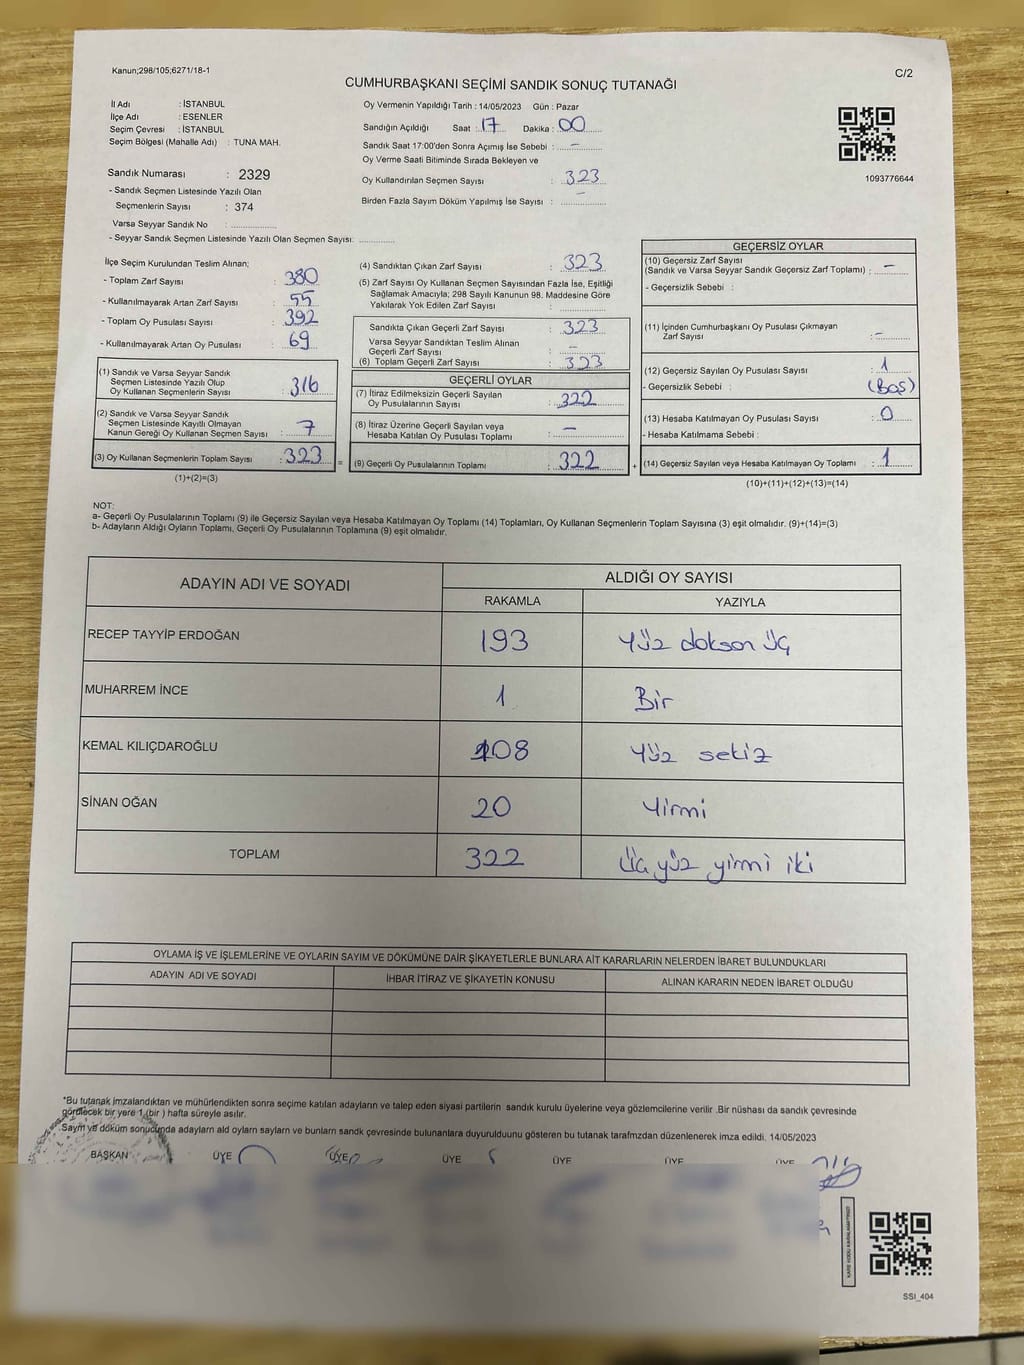 Kanun;298/105;6271/18-1
C/2
CUMHURBAŞKANI SEÇİMİ SANDIK SONUÇ TUTANAĞI
İl Adı : İSTANBUL
İlçe Adı : ESENLER
Seçim Çevresi : İSTANBUL
Seçim Bölgesi (Mahalle Adı) : TUNA MAH.
Sandık Numarası : 2329
- Sandık Seçmen Listesinde Yazılı Olan
Seçmenlerin Sayısı : 374
Varsa Seyyar Sandık No :
- Seyyar Sandık Seçmen Listesinde Yazılı Olan Seçmen Sayısı:
Oy Vermenin Yapıldığı Tarih : 14/05/2023 Gün : Pazar
Sandığın Açıldığı Saat : 17 Dakika : 00
Sandık Saat 17:00'den Sonra Açımış İse Sebebi : -
Oy Verme Saati Bitiminde Sırada Bekleyen ve
Oy Kullandırılan Seçmen Sayısı : 323
Birden Fazla Sayım Döküm Yapılmış İse Sayısı : -
1093776644
İlçe Seçim Kurulundan Teslim Alınan;
- Toplam Zarf Sayısı : 380
- Kullanılmayarak Artan Zarf Sayısı : 55
- Toplam Oy Pusulası Sayısı : 392
- Kullanılmayarak Artan Oy Pusulası : 69
(1) Sandık ve Varsa Seyyar Sandık
Seçmen Listesinde Yazılı Olup
Oy Kullanan Seçmenlerin Sayısı : 316
(2) Sandık ve Varsa Seyyar Sandık
Seçmen Listesinde Kayıtlı Olmayan
Kanun Gereği Oy Kullanan Seçmen Sayısı : 7
(3) Oy Kullanan Seçmenlerin Toplam Sayısı : 323
(1)+(2)=(3)
=
(4) Sandıktan Çıkan Zarf Sayısı : 323
(5) Zarf Sayısı Oy Kullanan Seçmen Sayısından Fazla İse, Eşitliği
Sağlamak Amacıyla; 298 Sayılı Kanunun 98. Maddesine Göre
Yakılarak Yok Edilen Zarf Sayısı :
Sandıkta Çıkan Geçerli Zarf Sayısı : 323
Varsa Seyyar Sandıktan Teslim Alınan
Geçerli Zarf Sayısı : -
(6) Toplam Geçerli Zarf Sayısı : 323
GEÇERLİ OYLAR
(7) İtiraz Edilmeksizin Geçerli Sayılan
Oy Pusulalarının Sayısı : 322
(8) İtiraz Üzerine Geçerli Sayılan veya
Hesaba Katılan Oy Pusulası Toplamı : -
(9) Geçerli Oy Pusulalarının Toplamı : 322
+
GEÇERSİZ OYLAR
(10) Geçersiz Zarf Sayısı
(Sandık ve Varsa Seyyar Sandık Geçersiz Zarf Toplamı) : -
- Geçersizlik Sebebi :
(11) İçinden Cumhurbaşkanı Oy Pusulası Çıkmayan
Zarf Sayısı : -
(12) Geçersiz Sayılan Oy Pusulası Sayısı : 1
- Geçersizlik Sebebi : (Boş)
(13) Hesaba Katılmayan Oy Pusulası Sayısı : 0
- Hesaba Katılmama Sebebi :
(14) Geçersiz Sayılan veya Hesaba Katılmayan Oy Toplamı : 1
(10)+(11)+(12)+(13)=(14)
NOT:
a- Geçerli Oy Pusulalarının Toplamı (9) ile Geçersiz Sayılan veya Hesaba Katılmayan Oy Toplamı (14) Toplamları, Oy Kullanan Seçmenlerin Toplam Sayısına (3) eşit olmalıdır. (9)+(14)=(3)
b- Adayların Aldığı Oyların Toplamı, Geçerli Oy Pusulalarının Toplamına (9) eşit olmalıdır.
ADAYIN ADI VE SOYADI ALDIĞI OY SAYISI
RAKAMLA YAZIYLA
RECEP TAYYİP ERDOĞAN 193 Yüz doksan üç
MUHARREM İNCE 1 Bir
KEMAL KILIÇDAROĞLU 108 Yüz sekiz
SİNAN OĞAN 20 Yirmi
TOPLAM 322 Üç yüz yirmi iki
OYLAMA İŞ VE İŞLEMLERİNE VE OYLARIN SAYIM VE DÖKÜMÜNE DAİR ŞİKAYETLERLE BUNLARA AİT KARARLARIN NELERDEN İBARET BULUNDUKLARI
ADAYIN ADI VE SOYADI İHBAR İTİRAZ VE ŞİKAYETİN KONUSU ALINAN KARARIN NEDEN İBARET OLDUĞU
*Bu tutanak imzalandıktan ve mühürlendikten sonra seçime katılan adayların ve talep eden siyasi partilerin sandık kurulu üyelerine veya gözlemcilerine verilir .Bir nüshası da sandık çevresinde
görülecek bir yere 1 (bir ) hafta süreyle asılır.
Sayım ve döküm sonucunda adayların ald oyların sayların ve bunların sandk çevresinde bulunanlara duyurulduunu gösteren bu tutanak tarafmzdan düzenlenerek imza edildi. 14/05/2023
BAŞKAN ÜYE ÜYE ÜYE ÜYE ÜYE ÜYE
KARE KODU KARALAMAYINIZ!
SSI_404